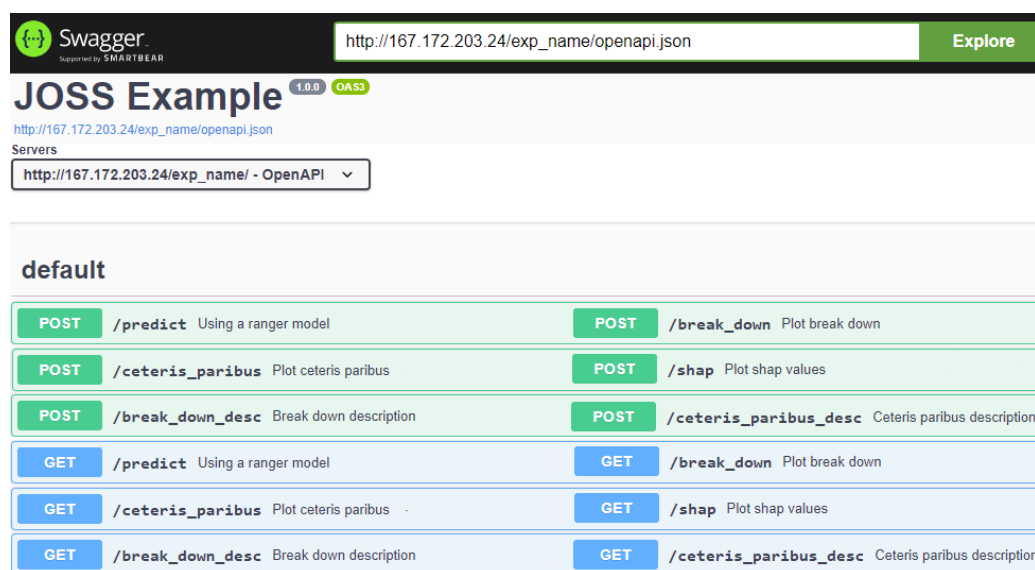 Swagger.
Supported by SMARTBEAR
http://167.172.203.24/exp_name/openapi.json
Explore
JOSS Example 1.0.0 OAS3
http://167.172.203.24/exp_name/openapi.json
Servers
http://167.172.203.24/exp_name/ - OpenAPI
default
POST /predict Using a ranger model POST /break_down Plot break down
POST /ceteris_paribus Plot ceteris paribus POST /shap Plot shap values
POST /break_down_desc Break down description POST /ceteris_paribus_desc Ceteris paribus description
GET /predict Using a ranger model GET /break_down Plot break down
GET /ceteris_paribus Plot ceteris paribus GET /shap Plot shap values
GET /break_down_desc Break down description GET /ceteris_paribus_desc Ceteris paribus description